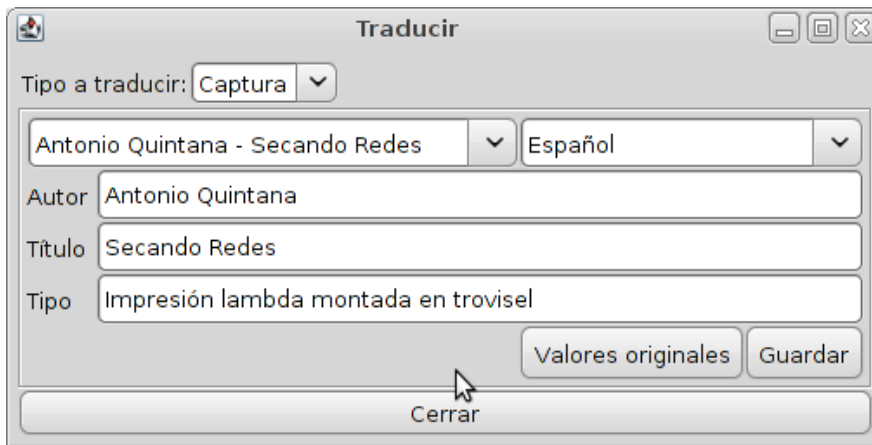 Traducir
Tipo a traducir: Captura
Antonio Quintana - Secando Redes Español
Autor Antonio Quintana
Título Secando Redes
Tipo Impresión lambda montada en trovisel
Valores originales Guardar
Cerrar